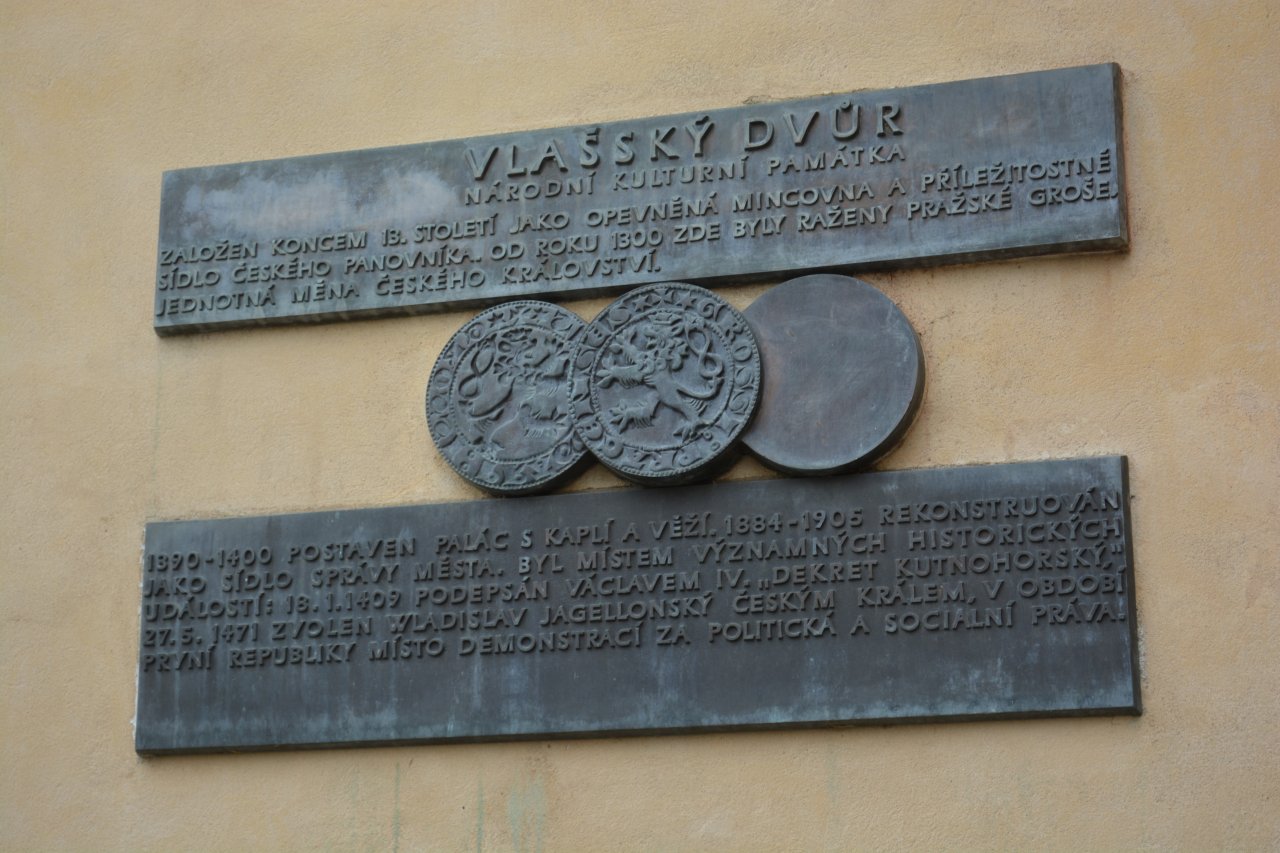 VLAŠSKÝ DVŮR
NÁRODNÍ KULTURNÍ PAMÁTKA
ZALOŽEN KONCEM 13. STOLETÍ JAKO OPEVNĚNÁ MINCOVNA A PŘÍLEŽITOSTNÉ
SÍDLO ČESKÉHO PANOVNÍKA. OD ROKU 1300 ZDE BYLY RAŽENY PRAŽSKÉ GROŠE.
JEDNOTNÁ MĚNA ČESKÉHO KRÁLOVSTVÍ.
1390-1400 POSTAVEN PALÁC S KAPLÍ A VĚŽÍ. 1884-1905 REKONSTRUOVÁN
JAKO SÍDLO SPRÁVY MĚSTA. BYL MÍSTEM VÝZNAMNÝCH HISTORICKÝCH
UDÁLOSTÍ: 18.1.1409 PODEPSÁN VÁCLAVEM IV. „DEKRET KUTNOHORSKÝ,"
27.5. 1471 ZVOLEN WLADISLAV JAGELLONSKÝ ČESKÝM KRÁLEM, V OBDOBÍ
PRVNÍ REPUBLIKY MÍSTO DEMONSTRACÍ ZA POLITICKÁ A SOCIALNÍ PRÁVA.